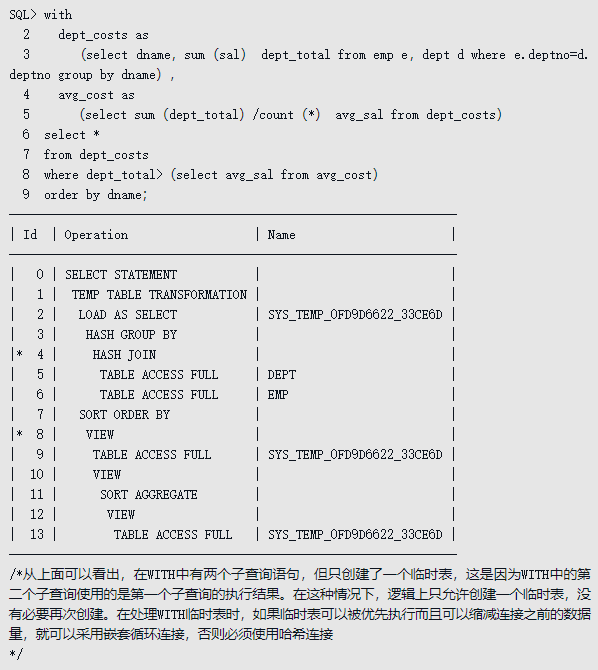 SQL> with
  2    dept_costs as
  3       (select dname, sum (sal)  dept_total from emp e, dept d where e.deptno=d.
deptno group by dname) ,
  4    avg_cost as
  5       (select sum (dept_total) /count (*)  avg_sal from dept_costs)
  6  select *
  7  from dept_costs
  8  where dept_total> (select avg_sal from avg_cost)
  9  order by dname;
| Id  | Operation                  | Name                      |
|   0 | SELECT STATEMENT           |                           |
|   1 |  TEMP TABLE TRANSFORMATION |                           |
|   2 |   LOAD AS SELECT           | SYS_TEMP_0FD9D6622_33CE6D |
|   3 |    HASH GROUP BY           |                           |
|*  4 |     HASH JOIN              |                           |
|   5 |      TABLE ACCESS FULL     | DEPT                      |
|   6 |      TABLE ACCESS FULL     | EMP                       |
|   7 |   SORT ORDER BY            |                           |
|*  8 |    VIEW                    |                           |
|   9 |     TABLE ACCESS FULL      | SYS_TEMP_0FD9D6622_33CE6D |
|  10 |     VIEW                   |                           |
|  11 |      SORT AGGREGATE        |                           |
|  12 |       VIEW                 |                           |
|  13 |        TABLE ACCESS FULL   | SYS_TEMP_0FD9D6622_33CE6D |
/*从上面可以看出，在WITH中有两个子查询语句，但只创建了一个临时表，这是因为WITH中的第
二个子查询使用的是第一个子查询的执行结果。在这种情况下，逻辑上只允许创建一个临时表，没
有必要再次创建。在处理WITH临时表时，如果临时表可以被优先执行而且可以缩减连接之前的数据
量，就可以采用嵌套循环连接，否则必须使用哈希连接
*/